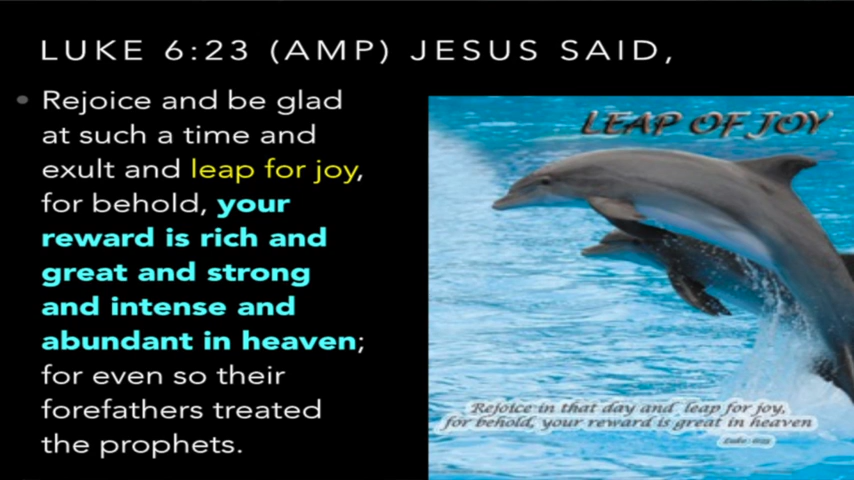 LUKE 6:23 (AMP) JESUS SAID,
• Rejoice and be glad
at such a time and
exult and leap for joy,
for behold, your
reward is rich and
great and strong
and intense and
abundant in heaven;
for even so their
forefathers treated
the prophets.
LEAP OF JOY
Rejoice in that day and leap for joy,
for behold, your reward is great in heaven
Luke